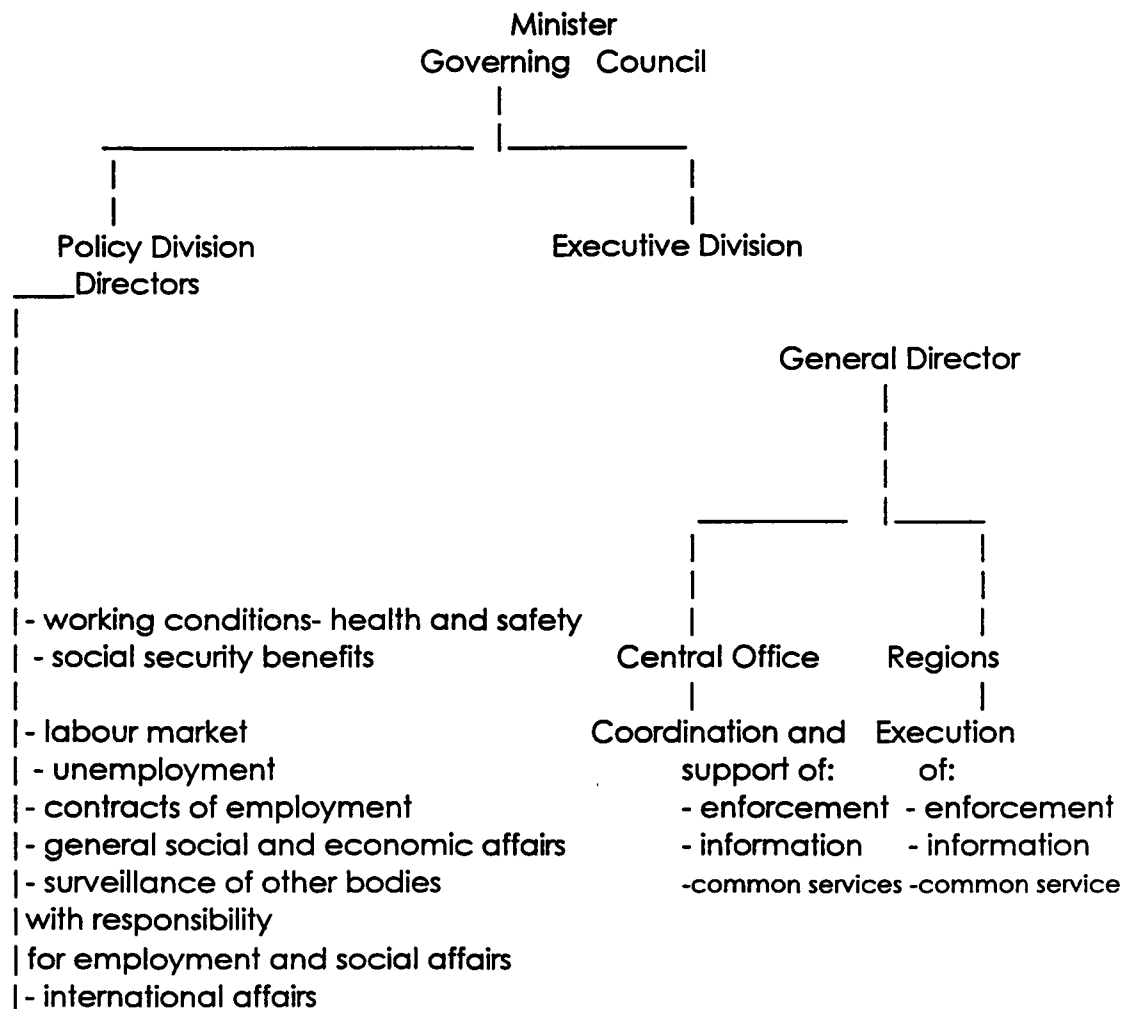 Minister
Governing Council
Policy Division
Directors
Executive Division
General Director
- working conditions- health and safety
- social security benefits
- labour market
- unemployment
- contracts of employment
- general social and economic affairs
- surveillance of other bodies
with responsibility
for employment and social affairs
- international affairs
Central Office
Coordination and
support of:
- enforcement
- information
-common services
Regions
Execution
of:
- enforcement
- information
-common service